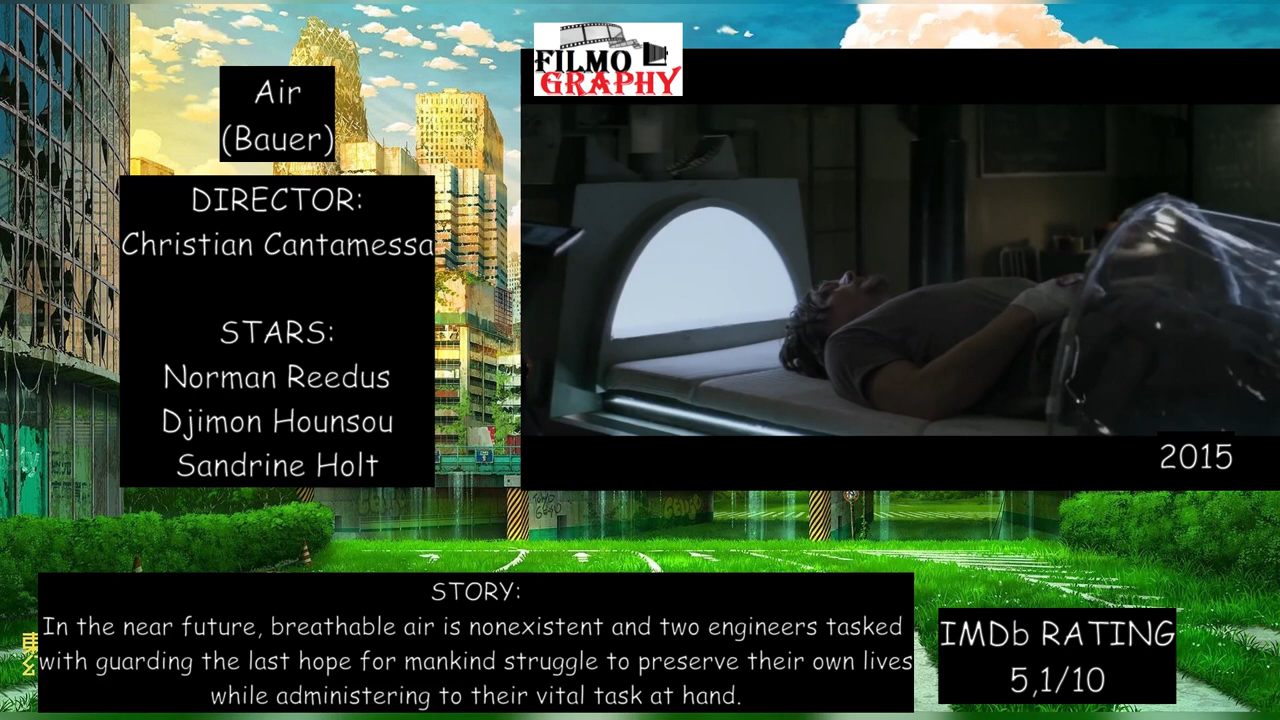 FILMO
GRAPHY
Air
(Bauer)
DIRECTOR:
Christian Cantamessa
STARS:
Norman Reedus
Djimon Hounsou
Sandrine Holt
2015
STORY:
In the near future, breathable air is nonexistent and two engineers tasked
with guarding the last hope for mankind struggle to preserve their own lives
while administering to their vital task at hand.
IMDb RATING
5,1/10